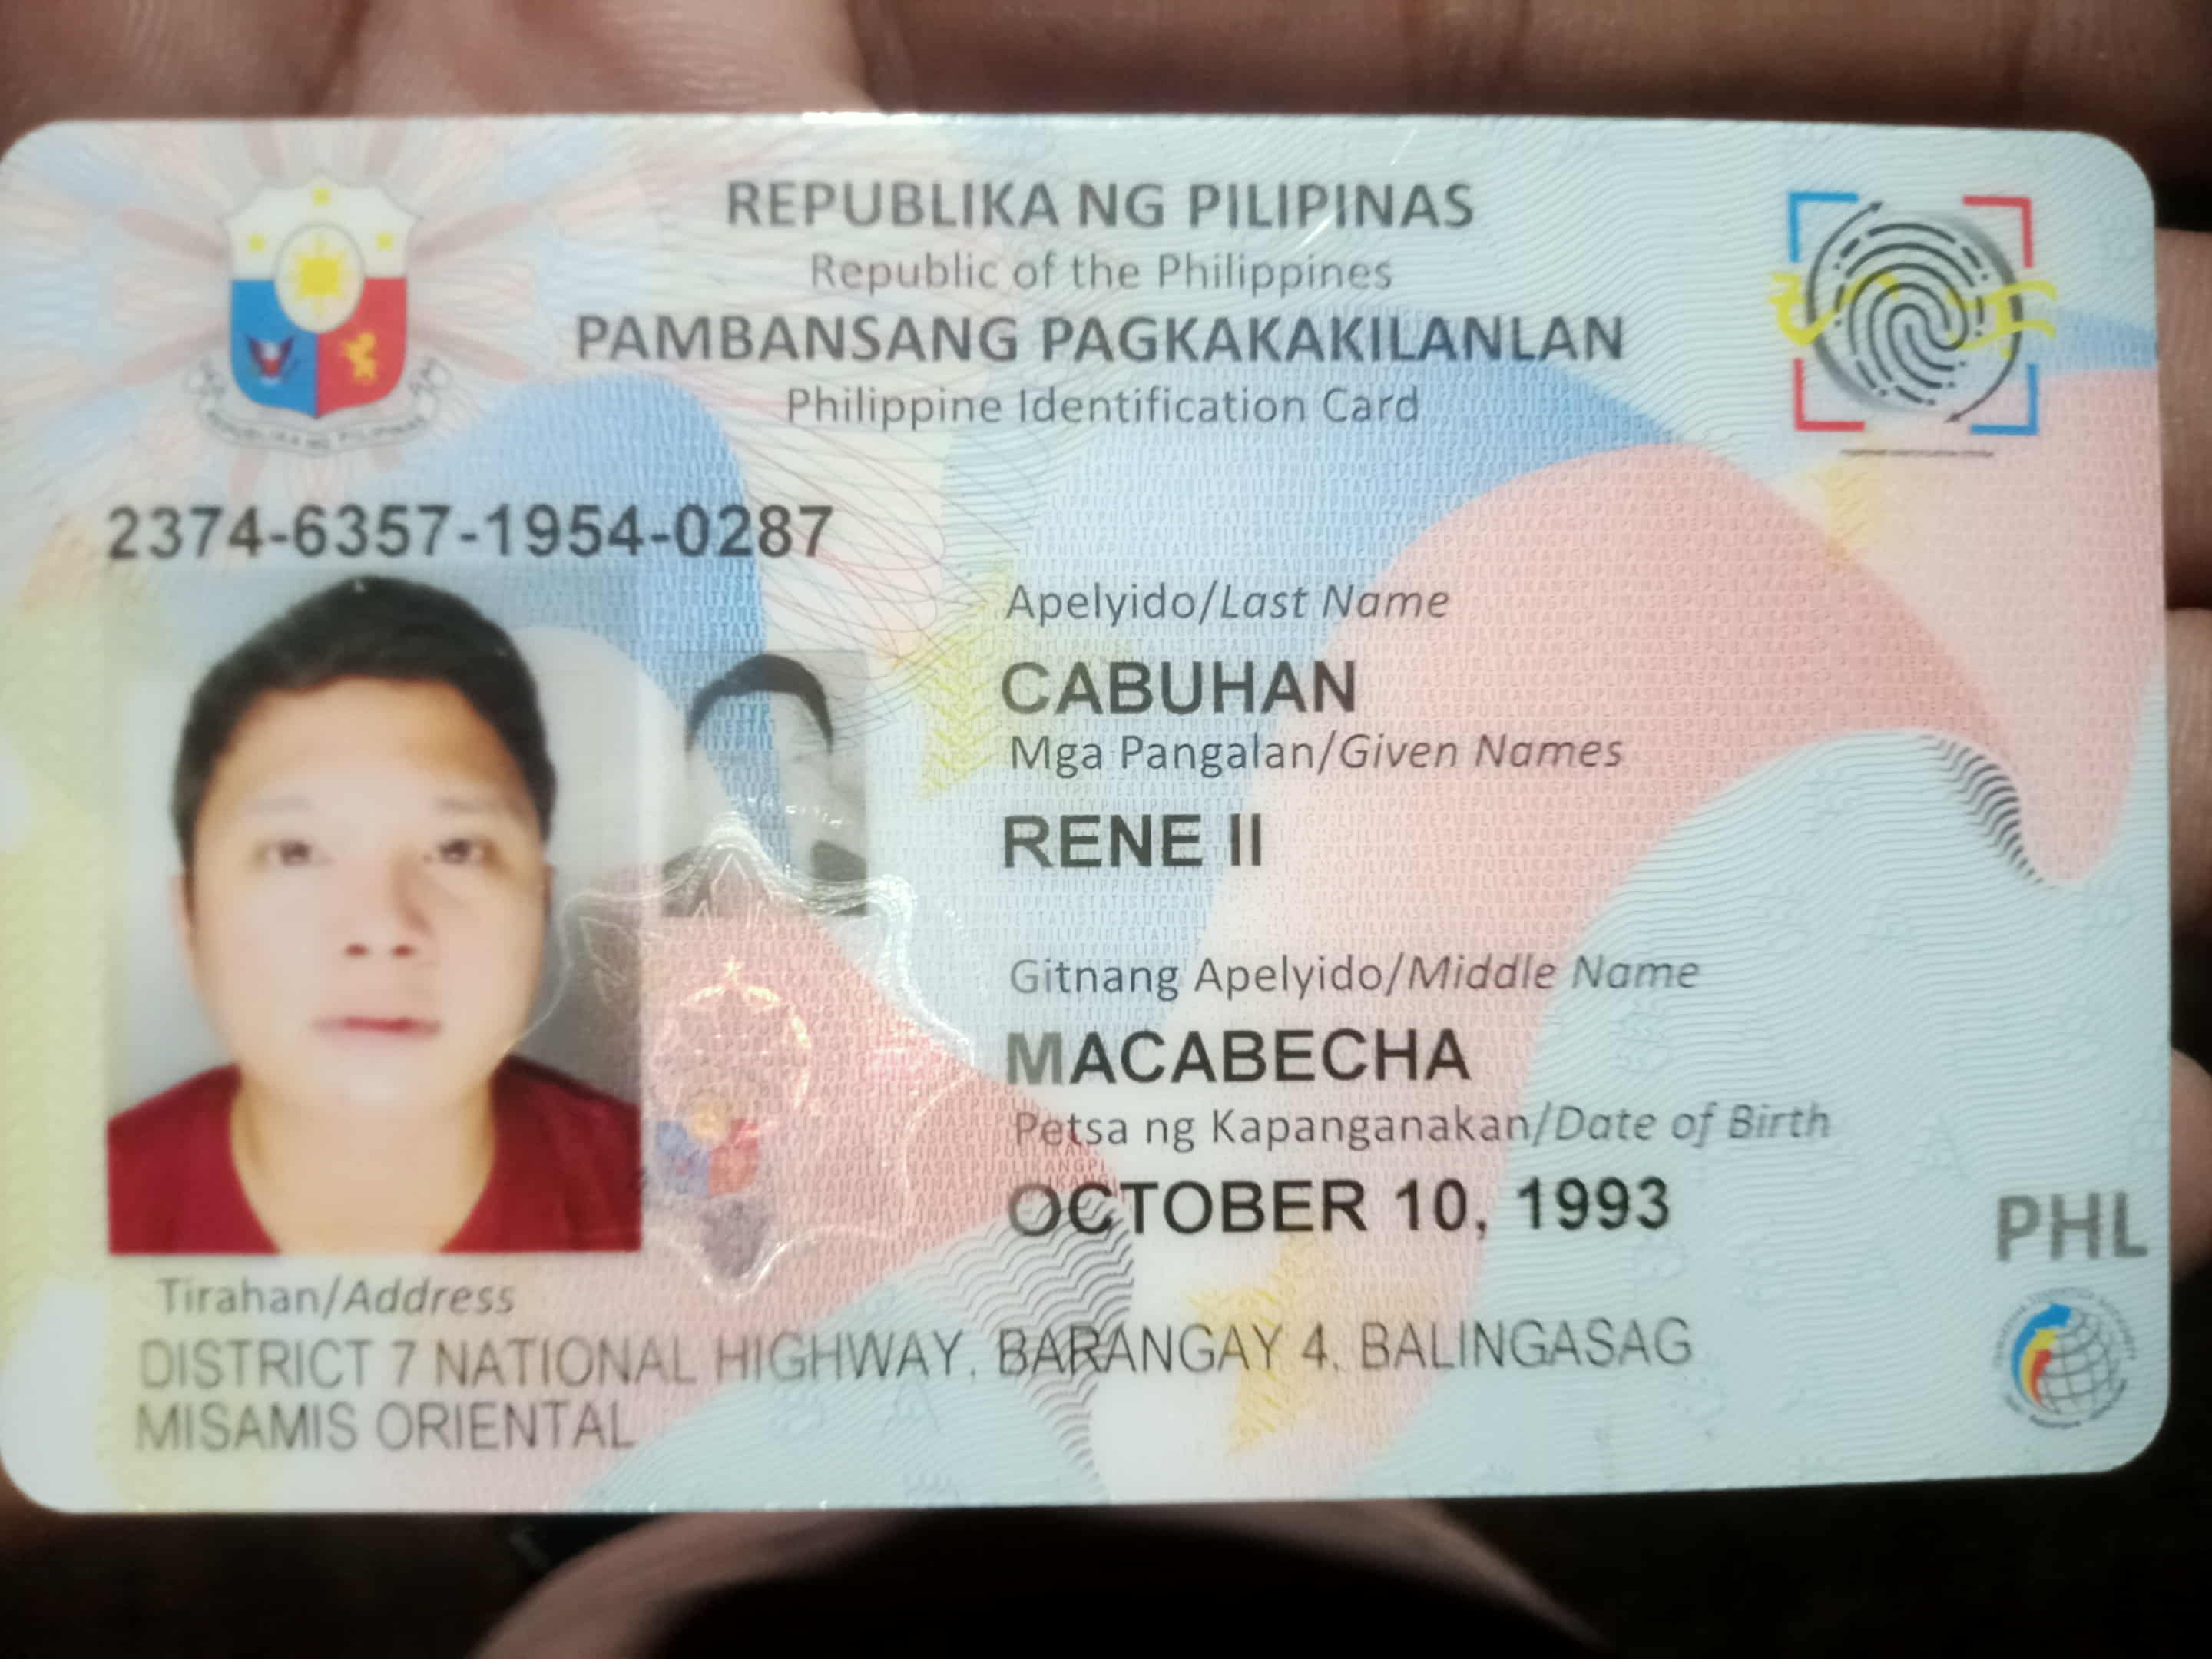 REPUBLIKA NG PILIPINAS
Republic of the Philippines
PAMBANSANG PAGKAKAKILANLAN
Philippine Identification Card
2374-6357-1954-0287
Apelyido/Last Name
CABUHAN
Mga Pangalan/Given Names
RENE II
Gitnang Apelyido/Middle Name
MACABECHA
Petsa ng Kapanganakan/Date of Birth
OCTOBER 10, 1993
PHL
Tirahan/Address
DISTRICT 7 NATIONAL HIGHWAY, BARANGAY 4, BALINGASAG
MISAMIS ORIENTAL